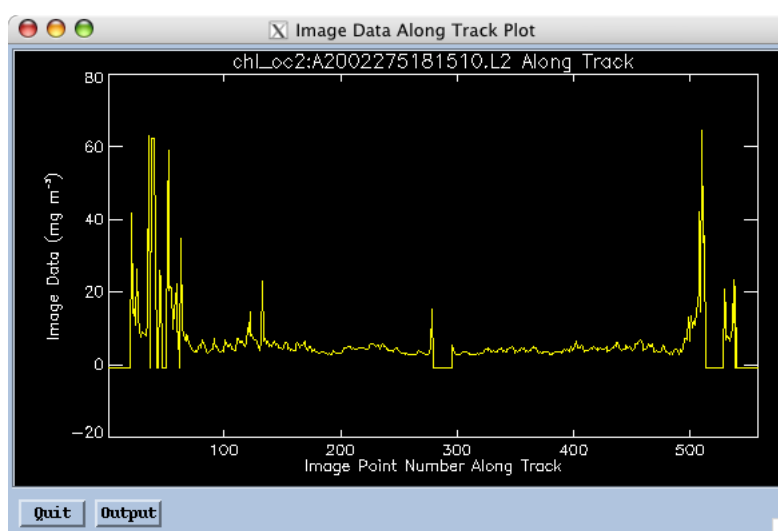 X Image Data Along Track Plot
chl_oc2:A2002275181510.L2 Along Track
80
60
40
20
0
-20
Image Data (mg m⁻³)
100 200 300 400 500
Image Point Number Along Track
Quit Output